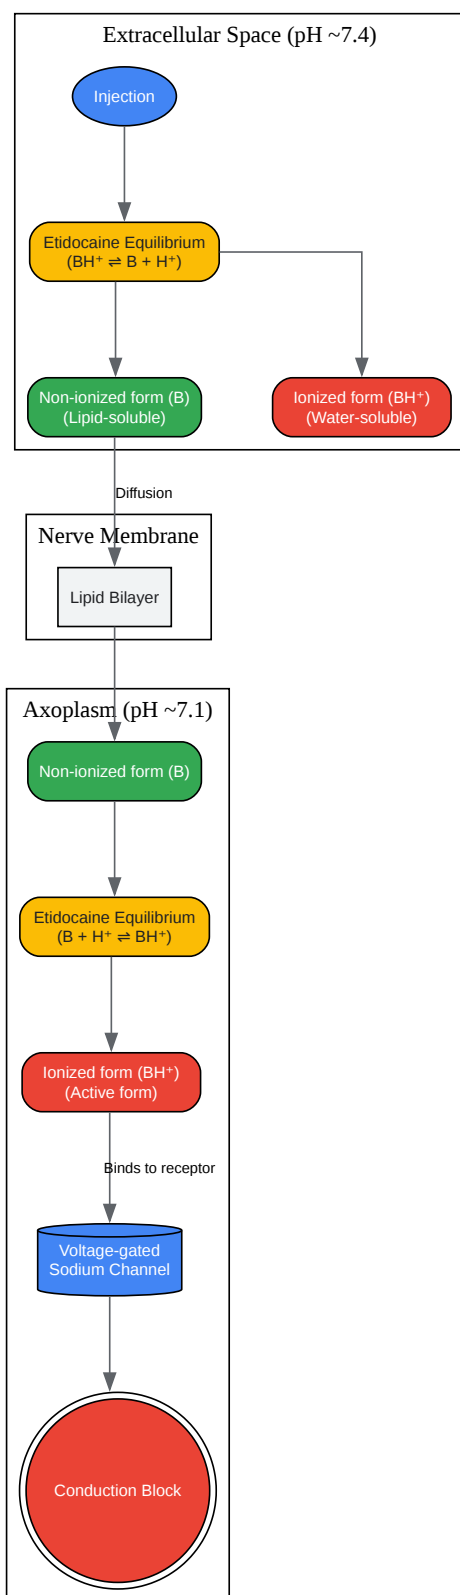 Extracellular Space (pH ~7.4)
Injection
Etidocaine Equilibrium
(BH⁺ ⇌ B + H⁺)
Non-ionized form (B)
(Lipid-soluble)
Ionized form (BH⁺)
(Water-soluble)
Diffusion
Nerve Membrane
Lipid Bilayer
Axoplasm (pH ~7.1)
Non-ionized form (B)
Etidocaine Equilibrium
(B + H⁺ ⇌ BH⁺)
Ionized form (BH⁺)
(Active form)
Binds to receptor
Voltage-gated
Sodium Channel
Conduction Block